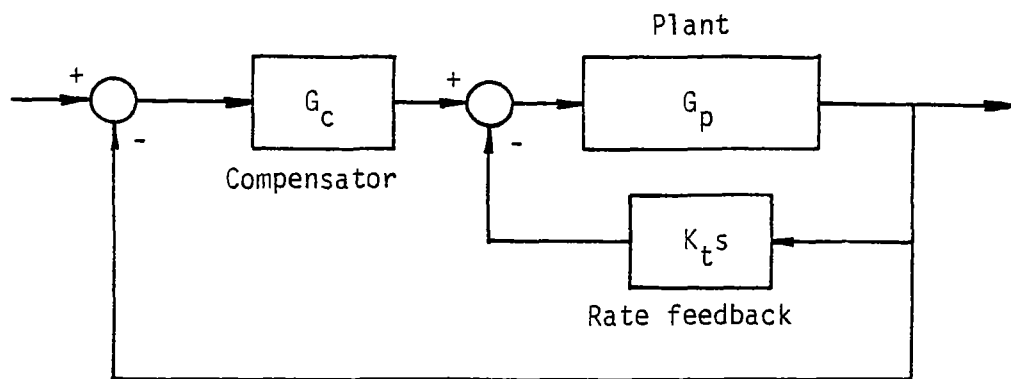 Plant
+
G_c
+
G_p
-
-
Compensator
K_t s
Rate feedback